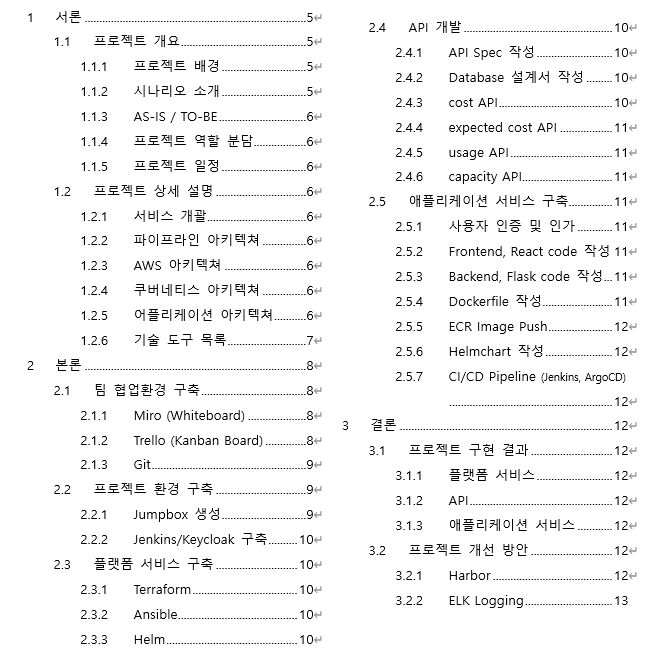 1 서론 5
1.1 프로젝트 개요 5
1.1.1 프로젝트 배경 5
1.1.2 시나리오 소개 5
1.1.3 AS-IS / TO-BE 6
1.1.4 프로젝트 역할 분담 6
1.1.5 프로젝트 일정 6
1.2 프로젝트 상세 설명 6
1.2.1 서비스 개괄 6
1.2.2 파이프라인 아키텍쳐 6
1.2.3 AWS 아키텍쳐 6
1.2.4 쿠버네티스 아키텍쳐 6
1.2.5 어플리케이션 아키텍쳐 6
1.2.6 기술 도구 목록 7
2 본론 8
2.1 팀 협업환경 구축 8
2.1.1 Miro (Whiteboard) 8
2.1.2 Trello (Kanban Board) 8
2.1.3 Git 9
2.2 프로젝트 환경 구축 9
2.2.1 Jumpbox 생성 9
2.2.2 Jenkins/Keycloak 구축 10
2.3 플랫폼 서비스 구축 10
2.3.1 Terraform 10
2.3.2 Ansible 10
2.3.3 Helm 10
2.4 API 개발 10
2.4.1 API Spec 작성 10
2.4.2 Database 설계서 작성 10
2.4.3 cost API 10
2.4.4 expected cost API 11
2.4.5 usage API 11
2.4.6 capacity API 11
2.5 애플리케이션 서비스 구축 11
2.5.1 사용자 인증 및 인가 11
2.5.2 Frontend, React code 작성 11
2.5.3 Backend, Flask code 작성 11
2.5.4 Dockerfile 작성 11
2.5.5 ECR Image Push 12
2.5.6 Helmchart 작성 12
2.5.7 CI/CD Pipeline (Jenkins, ArgoCD)
12
3 결론 12
3.1 프로젝트 구현 결과 12
3.1.1 플랫폼 서비스 12
3.1.2 API 12
3.1.3 애플리케이션 서비스 12
3.2 프로젝트 개선 방안 12
3.2.1 Harbor 12
3.2.2 ELK Logging 13